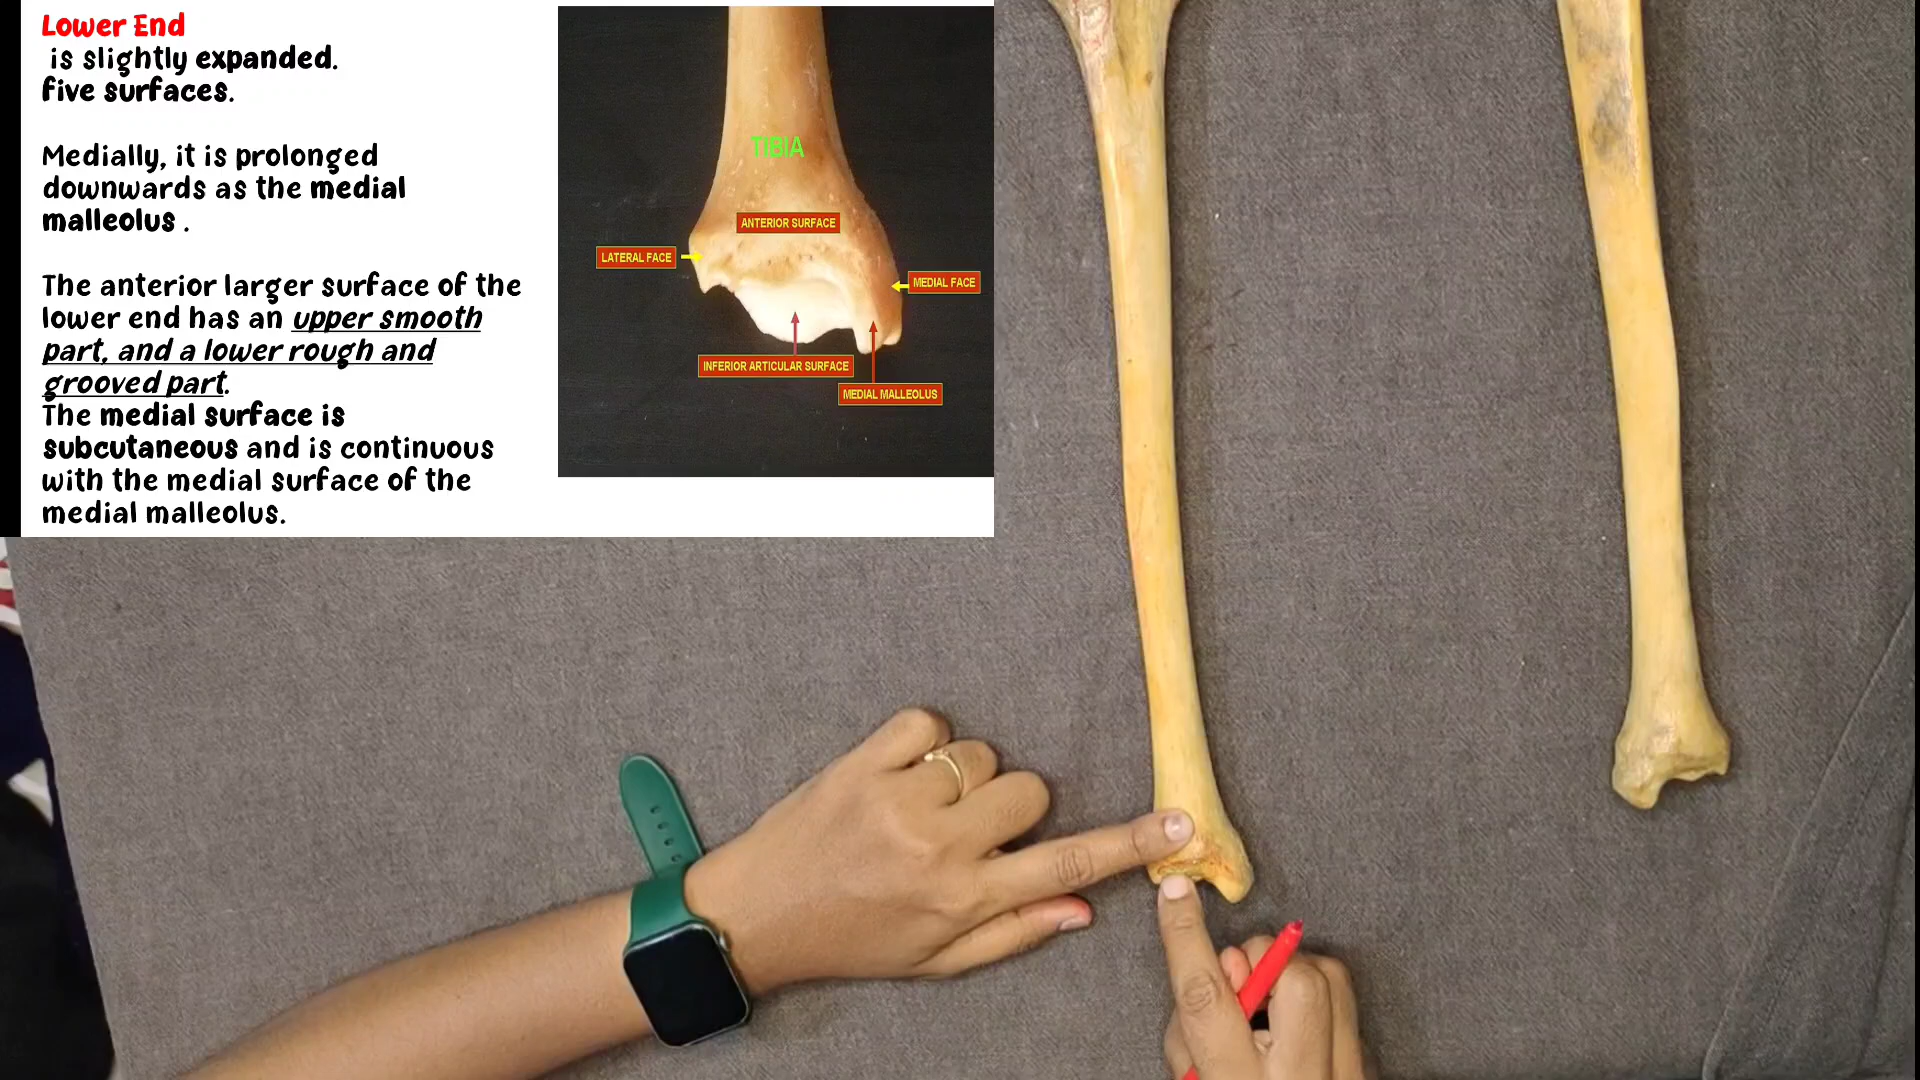 Lower End
is slightly expanded.
five surfaces.
Medially, it is prolonged
downwards as the medial
malleolus .
The anterior larger surface of the
lower end has an upper smooth
part, and a lower rough and
grooved part.
The medial surface is
subcutaneous and is continuous
with the medial surface of the
medial malleolus.
TIBIA
ANTERIOR SURFACE
LATERAL FACE
MEDIAL FACE
INFERIOR ARTICULAR SURFACE
MEDIAL MALLEOLUS